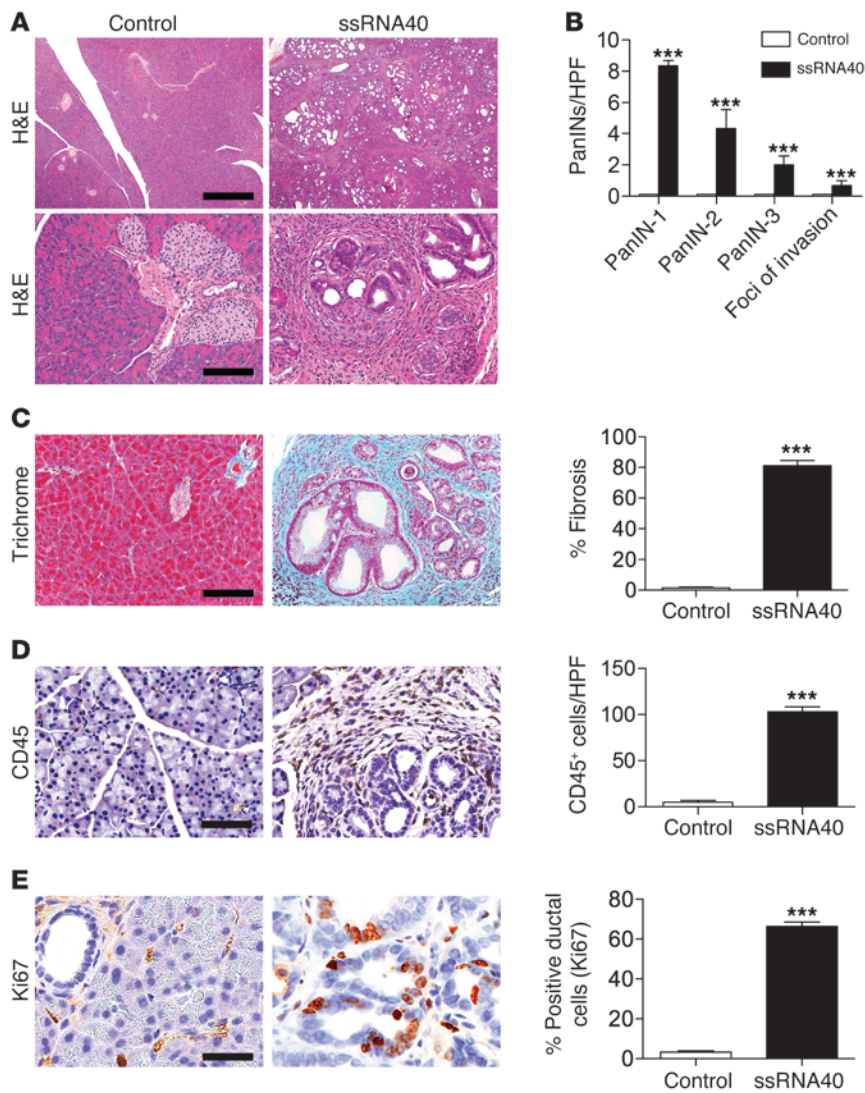 A
Control
ssRNA40
H&E
H&E
B
PanINs/HPF
10
8
6
4
2
0
Control
ssRNA40
***
***
***
***
PanIN-1
PanIN-2
PanIN-3
Foci of invasion
C
Trichrome
% Fibrosis
100
80
60
40
20
0
***
Control
ssRNA40
D
CD45
CD45⁺ cells/HPF
150
100
50
0
***
Control
ssRNA40
E
Ki67
% Positive ductal
cells (Ki67)
80
60
40
20
0
***
Control
ssRNA40